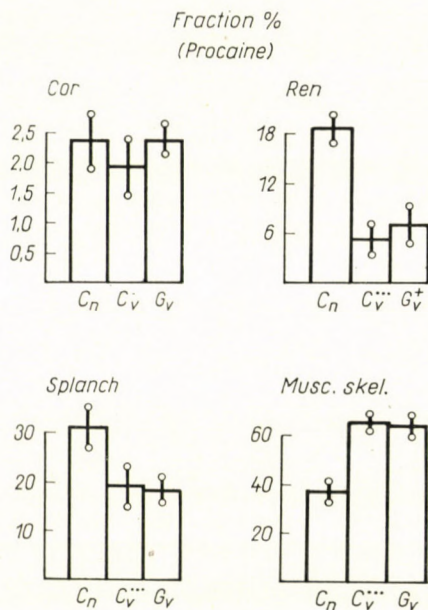 Fraction %
(Procaine)
Cor
2,5
2,0
1,5
1,0
0,5
Cn Cv Gv
Ren
18
12
6
Cn Cv... Gv+
Splanch
30
20
10
Cn Cv... Gv
Musc. skel.
60
40
20
Cn Cv... Gv